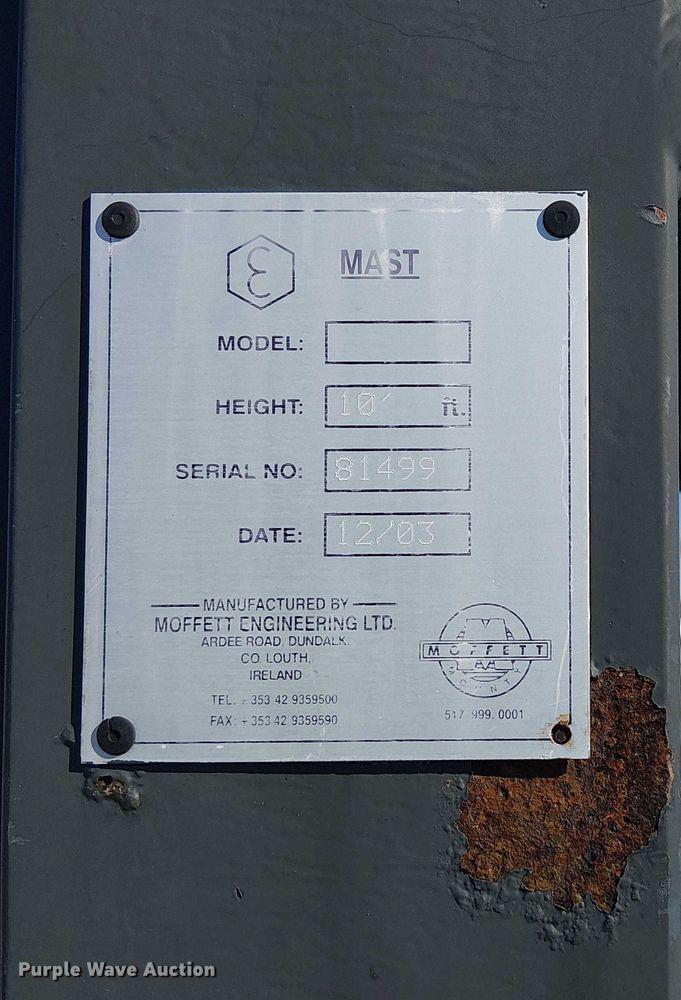 MAST
MODEL:
HEIGHT: 10' ft.
SERIAL NO: 81499
DATE: 12/03
MANUFACTURED BY
MOFFETT ENGINEERING LTD.
ARDEE ROAD, DUNDALK.
CO. LOUTH,
IRELAND
TEL. + 353 42 9359500
FAX: + 353 42 9359590
MOFFETT
MOUNTY
517. 999. 0001
Purple Wave Auction